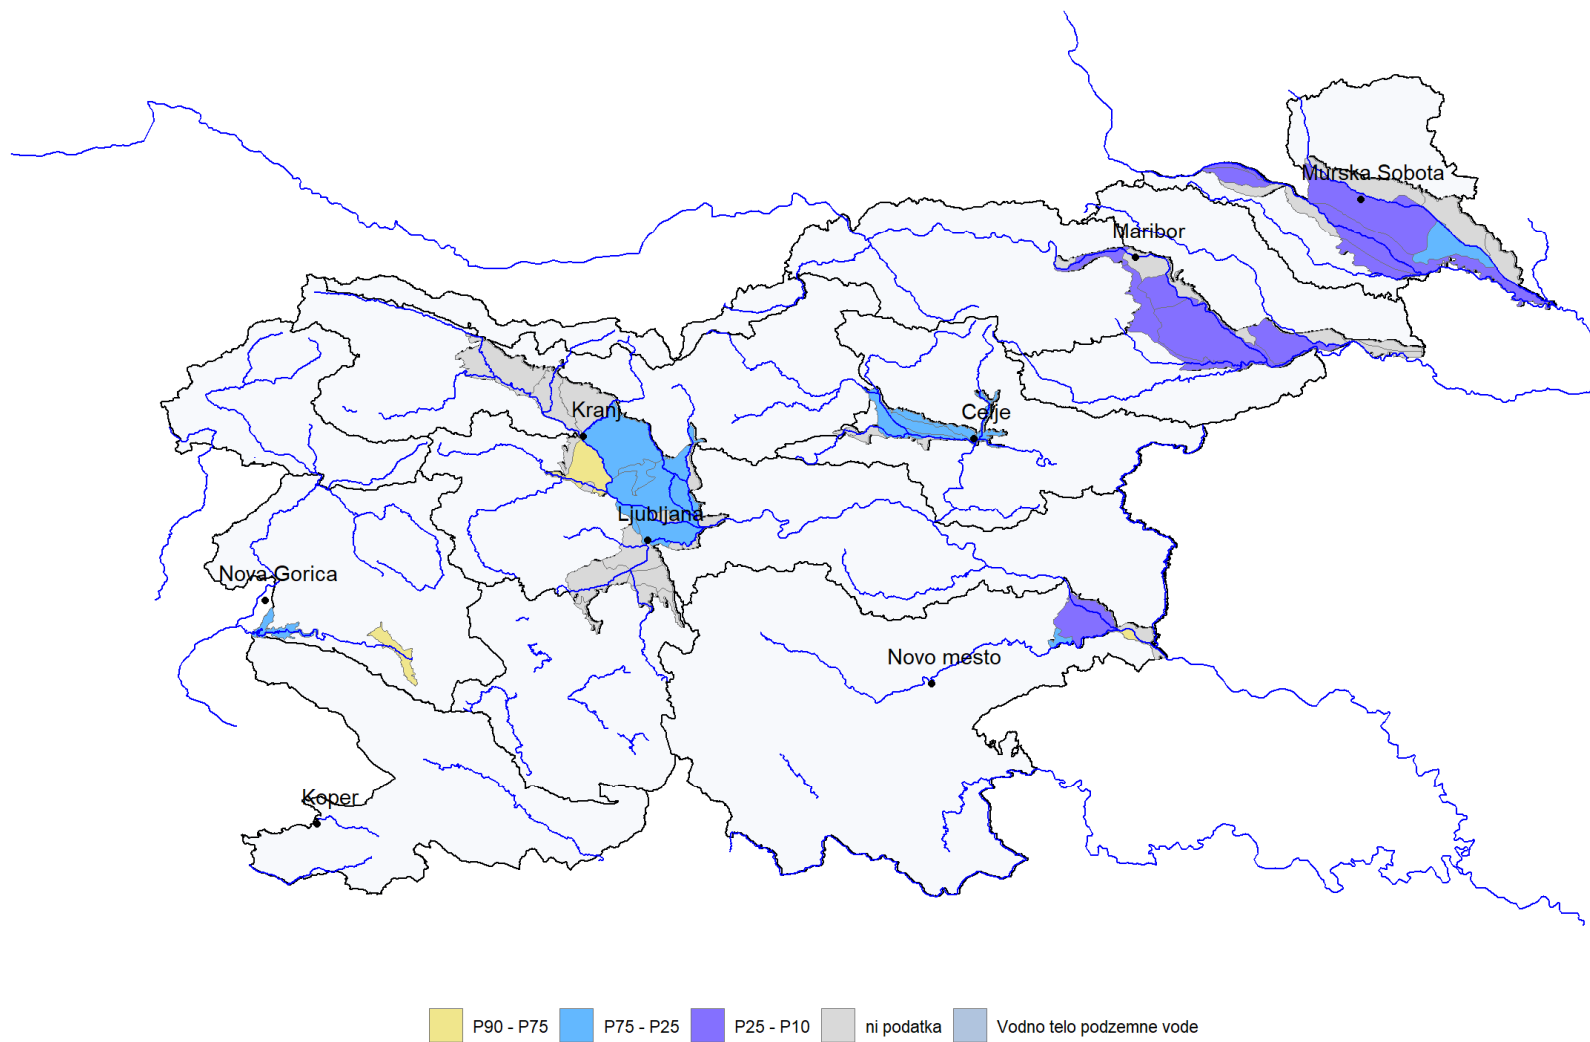 Murska Sobota
Maribor
Kranj
Celje
Ljubljana
Nova Gorica
Novo mesto
Koper
P90 - P75
P75 - P25
P25 - P10
ni podatka
Vodno telo podzemne vode